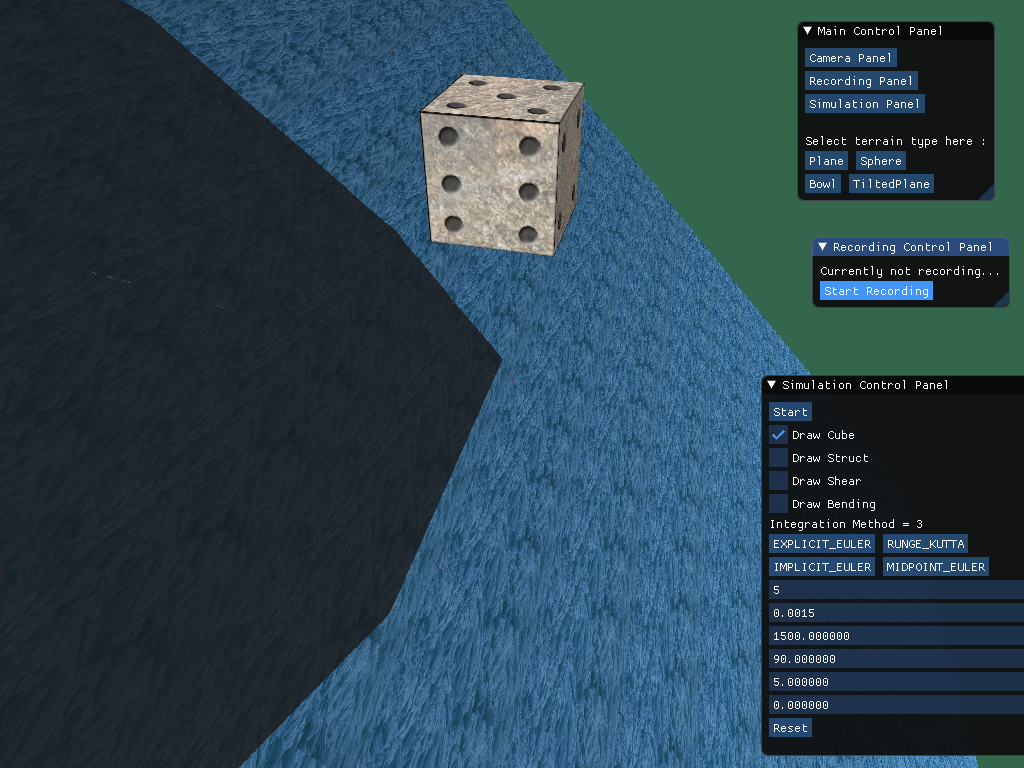 Main Control Panel
Camera Panel
Recording Panel
Simulation Panel
Select terrain type here :
Plane Sphere
Bowl TiltedPlane
Recording Control Panel
Currently not recording...
Start Recording
Simulation Control Panel
Start
Draw Cube
Draw Struct
Draw Shear
Draw Bending
Integration Method = 3
EXPLICIT_EULER RUNGE_KUTTA
IMPLICIT_EULER MIDPOINT_EULER
5
0.0015
1500.000000
90.000000
5.000000
0.000000
Reset